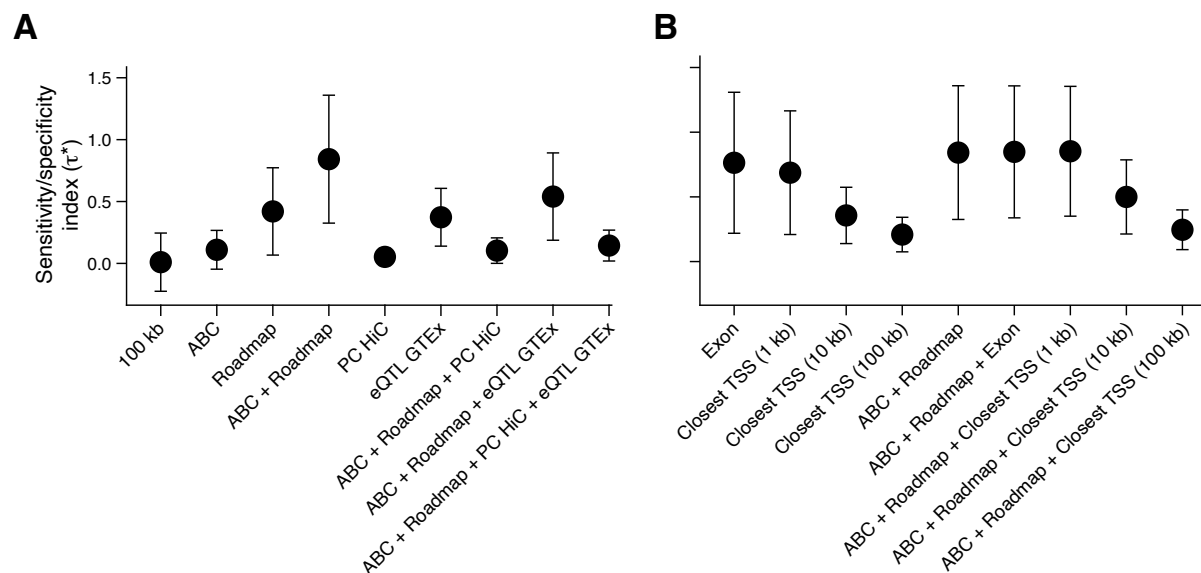 A
B
Sensitivity/specificity
index (τ*)
1.5
1.0
0.5
0.0
100 kb
ABC
Roadmap
ABC + Roadmap
PC HiC
eQTL GTEx
ABC + Roadmap + PC HiC
ABC + Roadmap + eQTL GTEx
ABC + Roadmap + PC HiC + eQTL GTEx
Exon
Closest TSS (1 kb)
Closest TSS (10 kb)
Closest TSS (100 kb)
ABC + Roadmap
ABC + Roadmap + Exon
ABC + Roadmap + Closest TSS (1 kb)
ABC + Roadmap + Closest TSS (10 kb)
ABC + Roadmap + Closest TSS (100 kb)